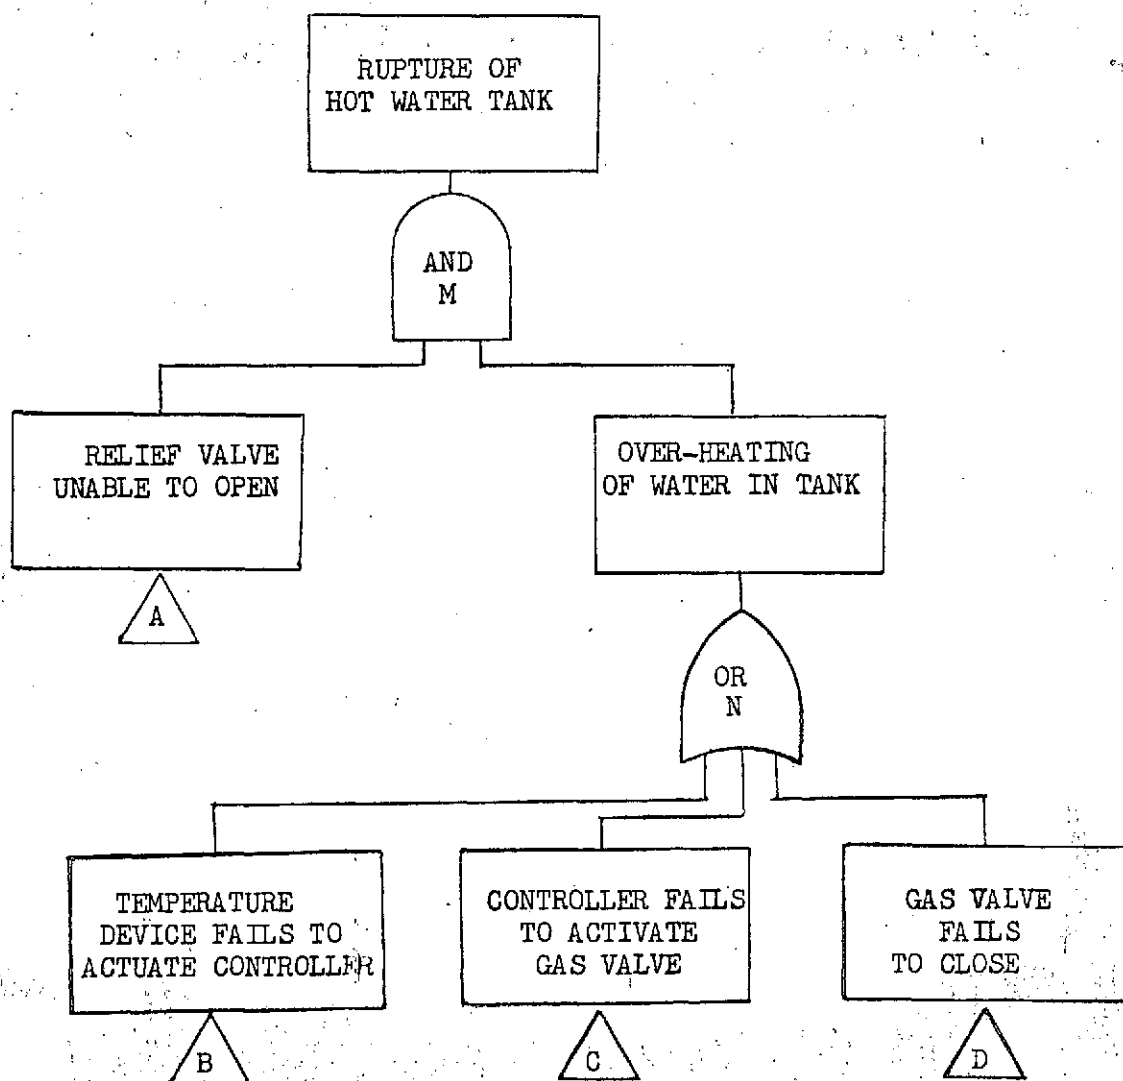 RUPTURE OF
HOT WATER TANK
AND
M
RELIEF VALVE
UNABLE TO OPEN
OVER-HEATING
OF WATER IN TANK
A
OR
N
TEMPERATURE
DEVICE FAILS TO
ACTUATE CONTROLLER
CONTROLLER FAILS
TO ACTIVATE
GAS VALVE
GAS VALVE
FAILS
TO CLOSE
B
C
D